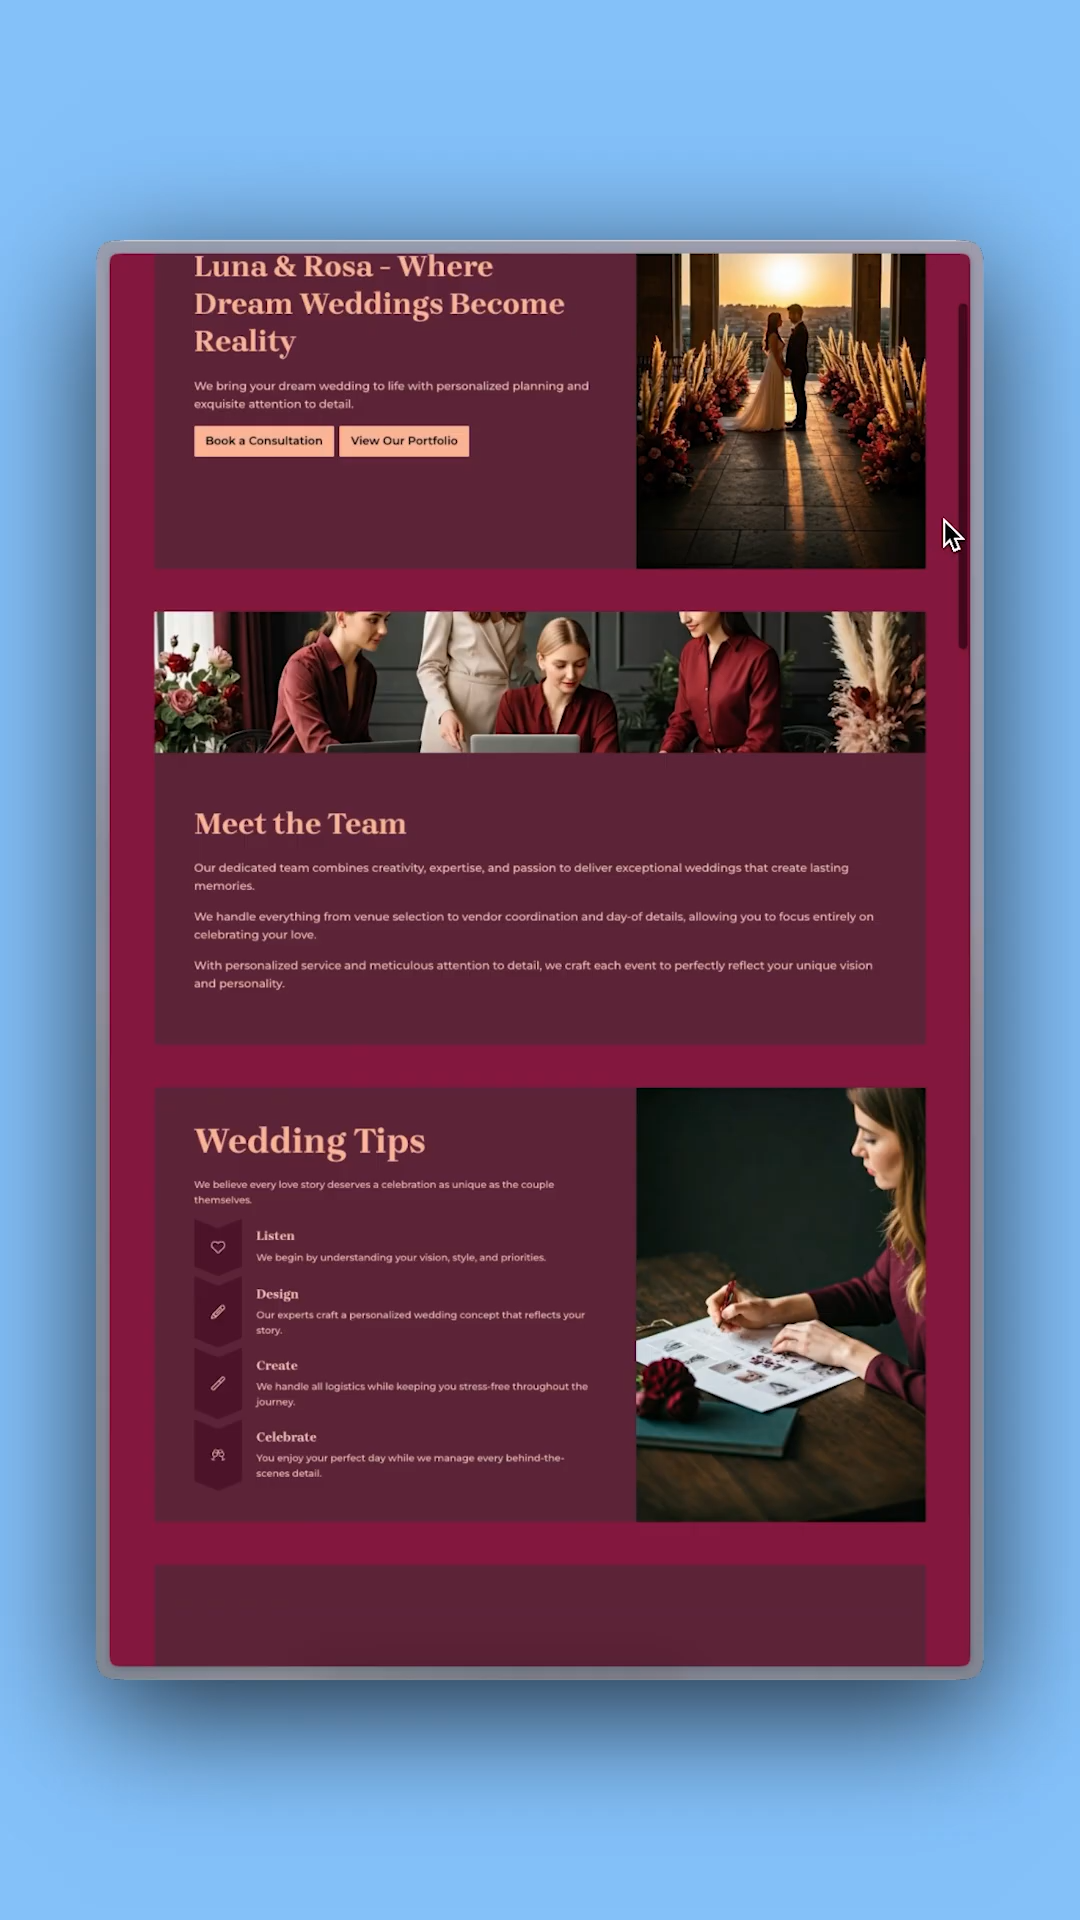 Luna & Rosa - Where
Dream Weddings Become
Reality
We bring your dream wedding to life with personalized planning and
exquisite attention to detail.
Book a Consultation
View Our Portfolio
Meet the Team
Our dedicated team combines creativity, expertise, and passion to deliver exceptional weddings that create lasting
memories.
We handle everything from venue selection to vendor coordination and day-of details, allowing you to focus entirely on
celebrating your love.
With personalized service and meticulous attention to detail, we craft each event to perfectly reflect your unique vision
and personality.
Wedding Tips
We believe every love story deserves a celebration as unique as the couple
themselves.
Listen
We begin by understanding your vision, style, and priorities.
Design
Our experts craft a personalized wedding concept that reflects your
story.
Create
We handle all logistics while keeping you stress-free throughout the
journey.
Celebrate
You enjoy your perfect day while we manage every behind-the-
scenes detail.